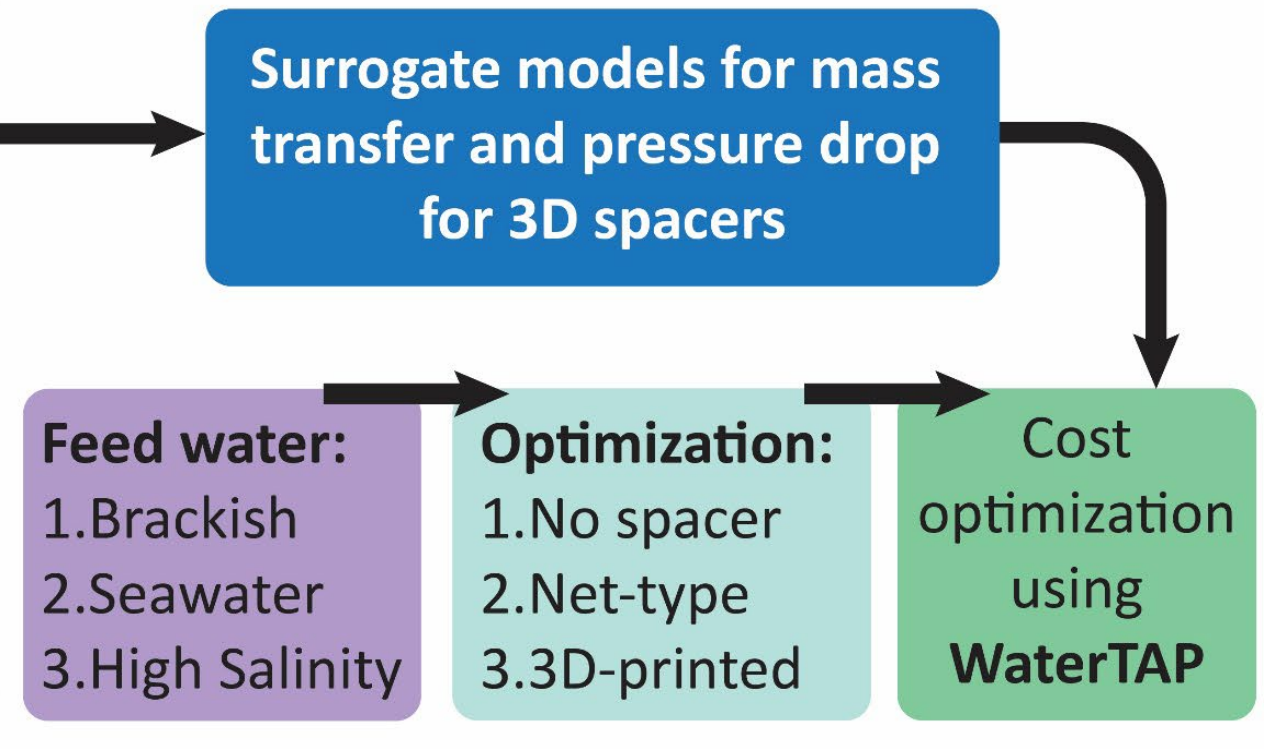 Surrogate models for mass
transfer and pressure drop
for 3D spacers
Feed water:
1.Brackish
2.Seawater
3.High Salinity
Optimization:
1.No spacer
2.Net-type
3.3D-printed
Cost
optimization
using
WaterTAP